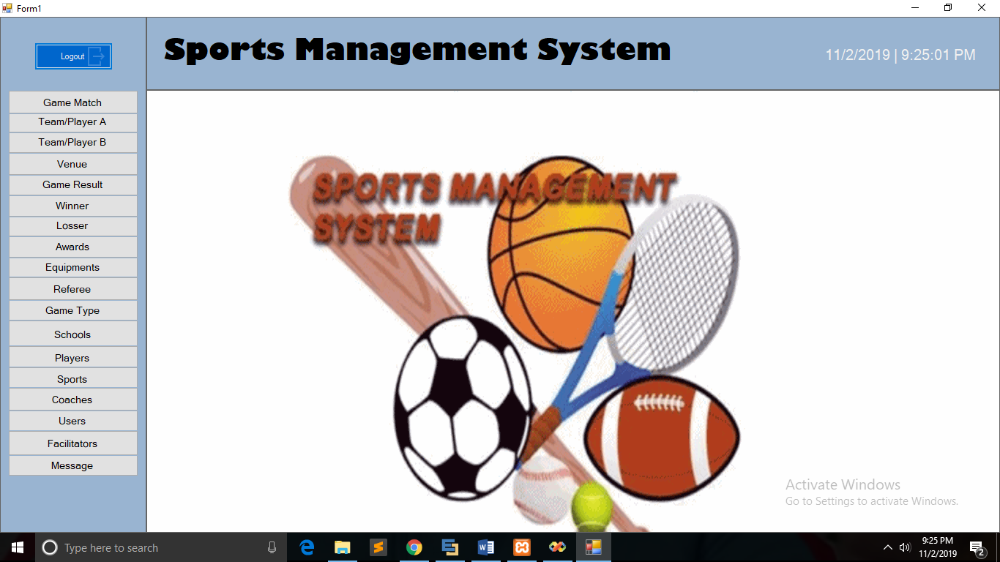 Form1
Logout
Sports Management System
11/2/2019 | 9:25:01 PM
Game Match
Team/Player A
Team/Player B
Venue
Game Result
Winner
Losser
Awards
Equipments
Referee
Game Type
Schools
Players
Sports
Coaches
Users
Facilitators
Message
SPORTS MANAGEMENT
SYSTEM
Activate Windows
Go to Settings to activate Windows.
Type here to search
9:25 PM
11/2/2019
2